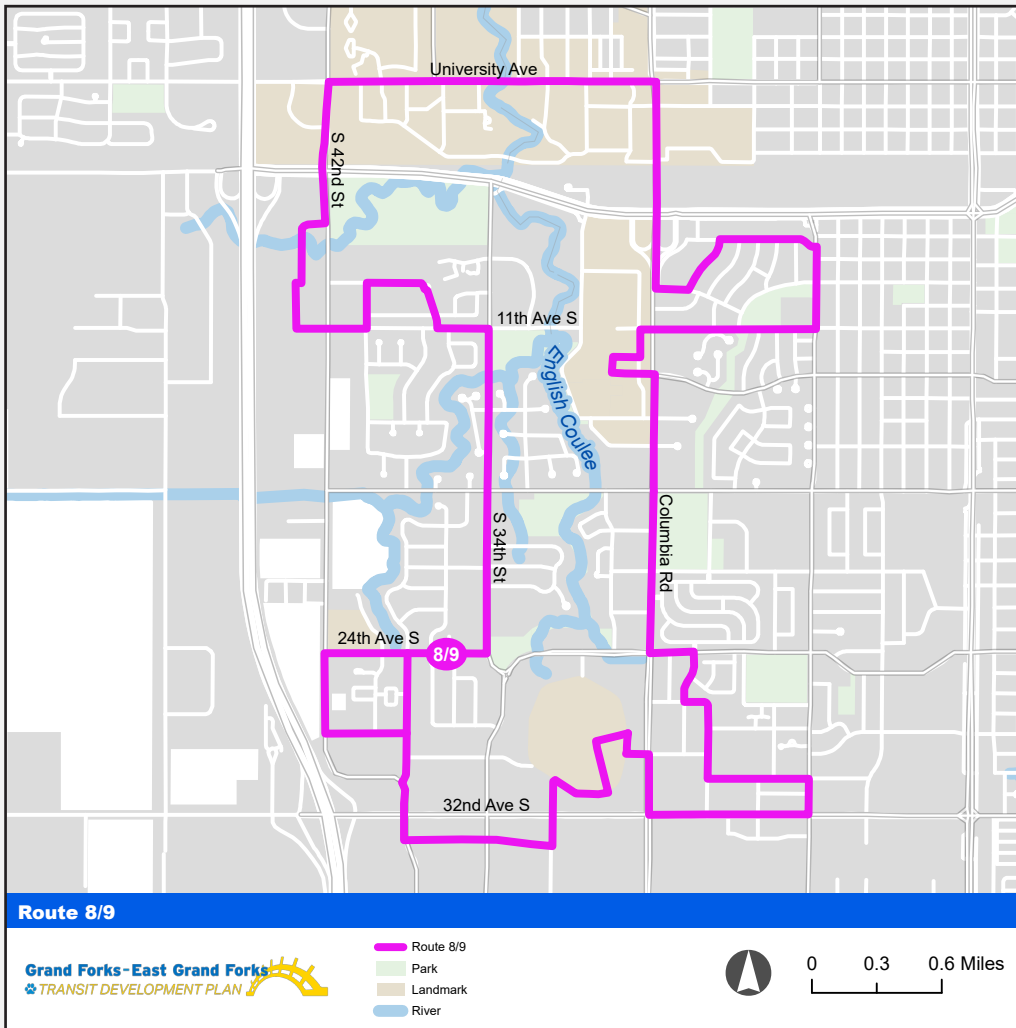 University Ave
S 42nd St
11th Ave S
English Coulee
S 34th St
Columbia Rd
24th Ave S
8/9
32nd Ave S
Route 8/9
Grand Forks-East Grand Forks
TRANSIT DEVELOPMENT PLAN
Route 8/9
Park
Landmark
River
0 0.3 0.6 Miles